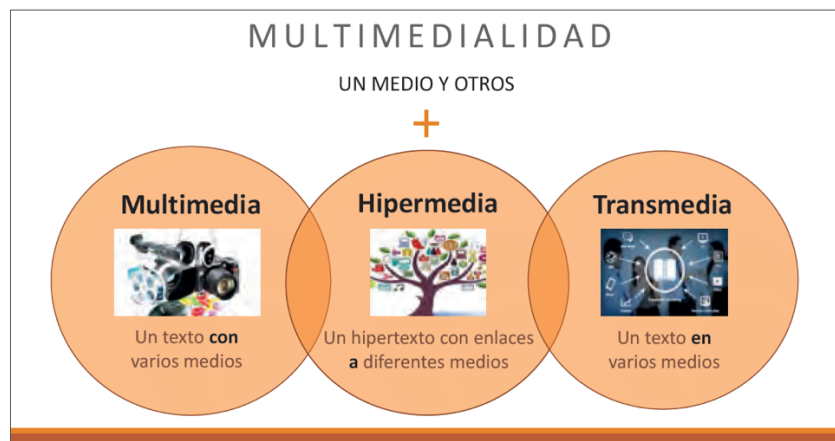 MULTIMEDIALIDAD
UN MEDIO Y OTROS
+
Multimedia
Hipermedia
Transmedia
Un texto con
varios medios
Un hipertexto con enlaces
a diferentes medios
Un texto en
varios medios